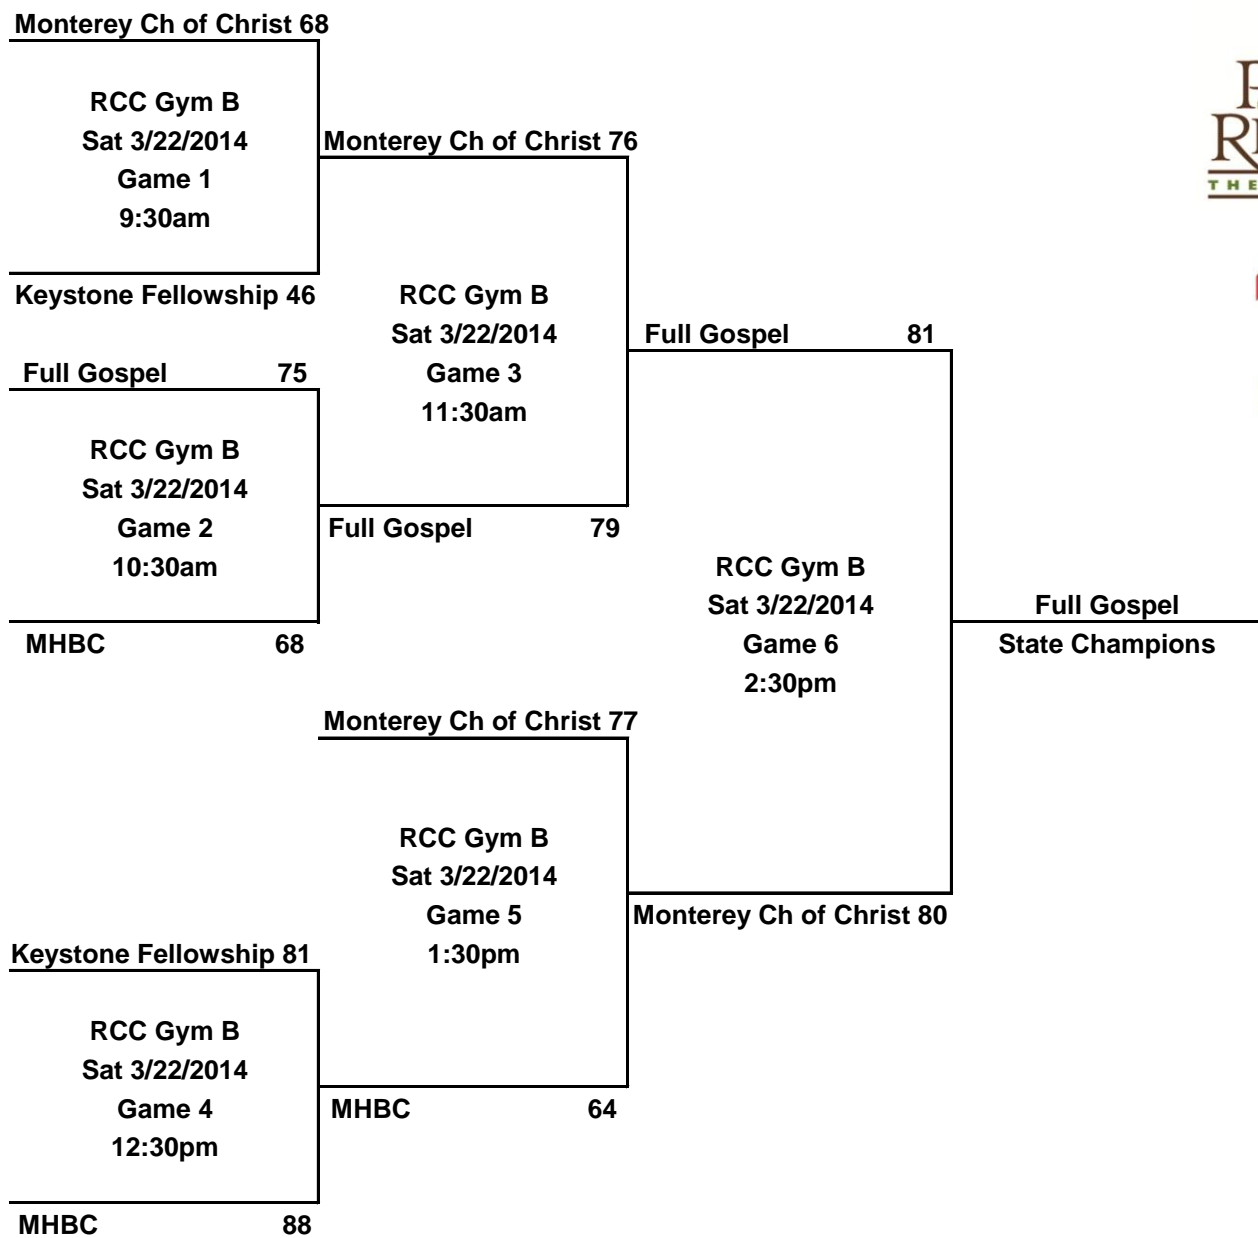 Monterey Ch of Christ 68
RCC Gym B
Sat 3/22/2014
Game 1
9:30am
Keystone Fellowship 46
Monterey Ch of Christ 76
Full Gospel 75
RCC Gym B
Sat 3/22/2014
Game 2
10:30am
MHBC 68
RCC Gym B
Sat 3/22/2014
Game 3
11:30am
Full Gospel 79
Full Gospel 81
RCC Gym B
Sat 3/22/2014
Game 6
2:30pm
Full Gospel
State Champions
Monterey Ch of Christ 77
RCC Gym B
Sat 3/22/2014
Game 5
1:30pm
Monterey Ch of Christ 80
Keystone Fellowship 81
RCC Gym B
Sat 3/22/2014
Game 4
12:30pm
MHBC 64
MHBC 88
THE